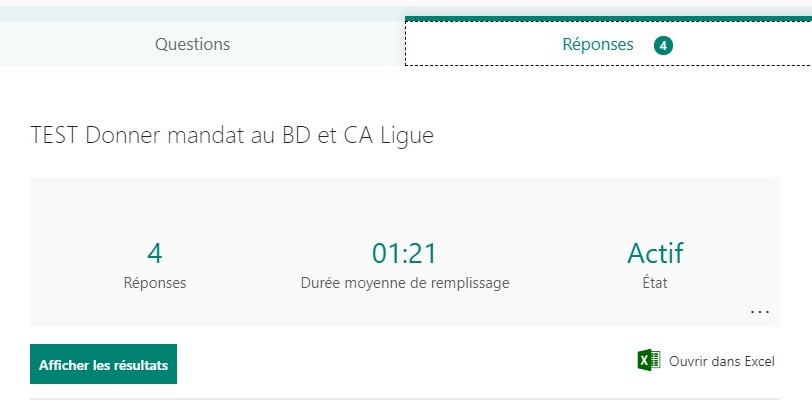 Questions
Réponses 4
TEST Donner mandat au BD et CA Ligue
4
Réponses
01:21
Durée moyenne de remplissage
Actif
État
...
Afficher les résultats
Ouvrir dans Excel